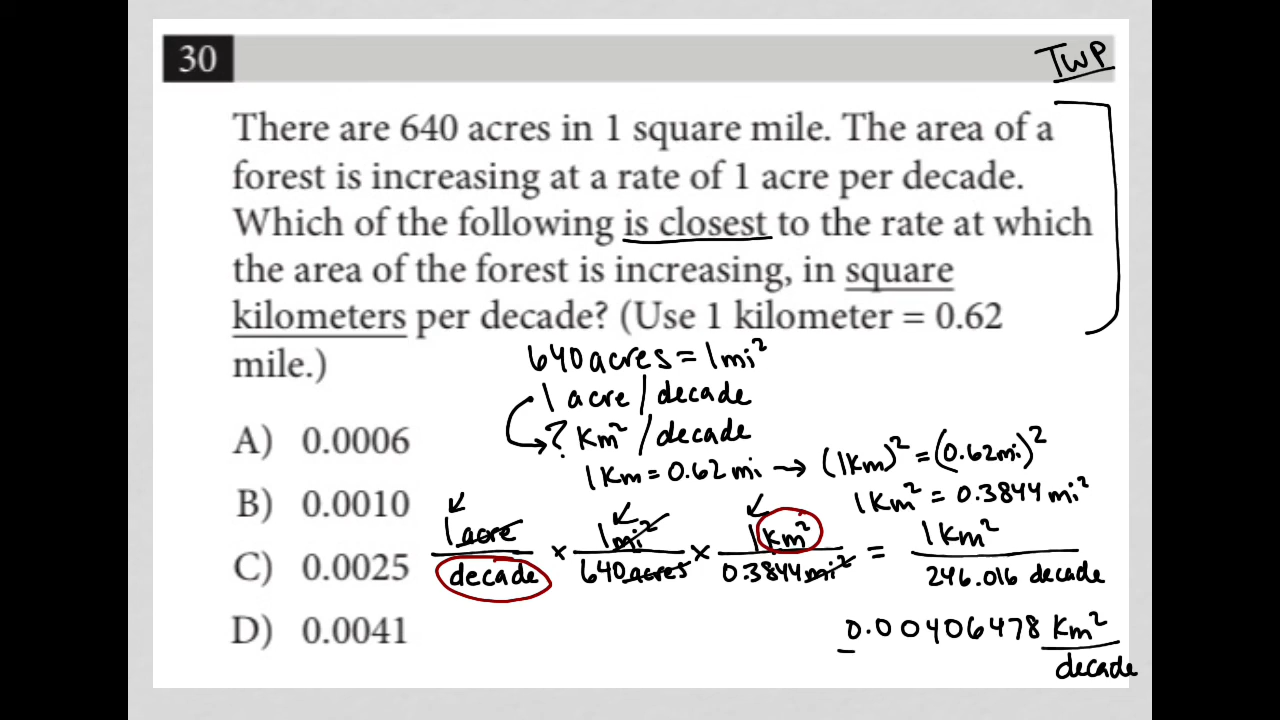 30
TWP
There are 640 acres in 1 square mile. The area of a
forest is increasing at a rate of 1 acre per decade.
Which of the following is closest to the rate at which
the area of the forest is increasing, in square
kilometers per decade? (Use 1 kilometer = 0.62
mile.)
640 acres = 1 mi²
1 acre / decade
? Km² / decade
1 Km = 0.62 mi → (1 Km)² = (0.62mi)²
1 Km² = 0.3844 mi²
A) 0.0006
B) 0.0010
C) 0.0025
D) 0.0041
1 acre / decade × 1 mi² / 640 acres × 1 Km² / 0.3844 mi² = 1 Km² / 246.016 decade
0.00406478 Km² / decade